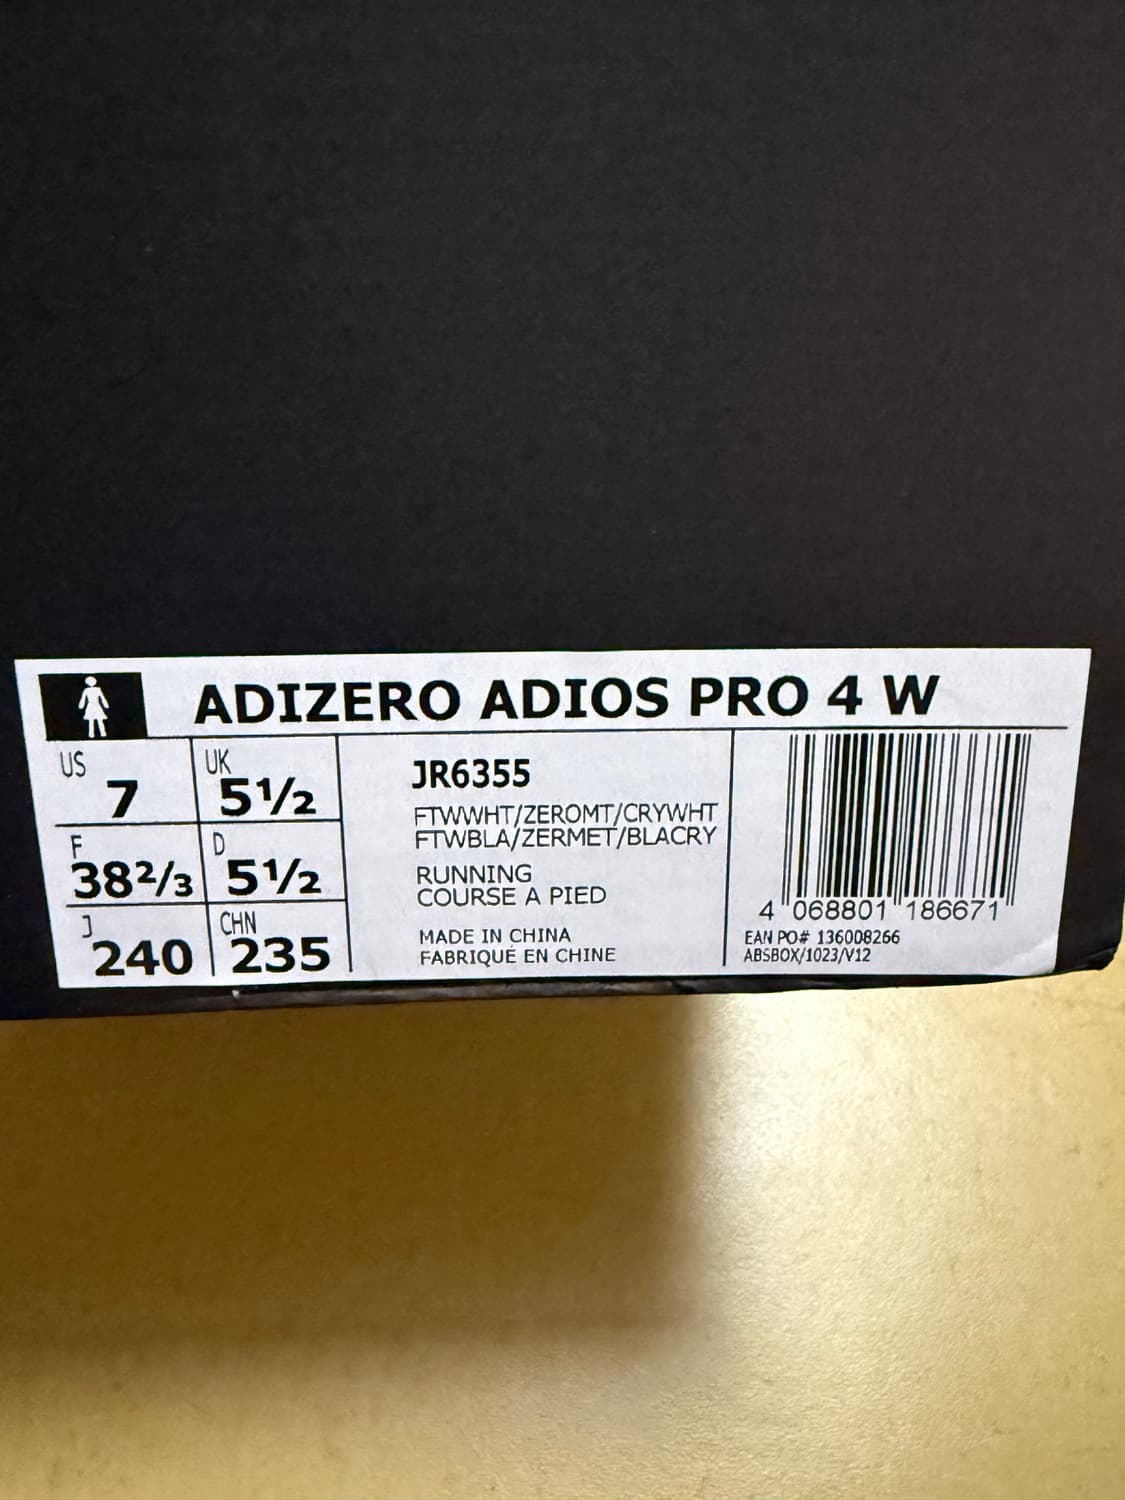 ADIZERO ADIOS PRO 4 W
US
7
UK
5½
F
38⅔
D
5½
J
240
CHN
235
JR6355
FTWWHT/ZEROMT/CRYWHT
FTWBLA/ZERMET/BLACRY
RUNNING
COURSE A PIED
MADE IN CHINA
FABRIQUÉ EN CHINE
4 068801 186671
EAN PO# 136008266
ABSBOX/1023/V12